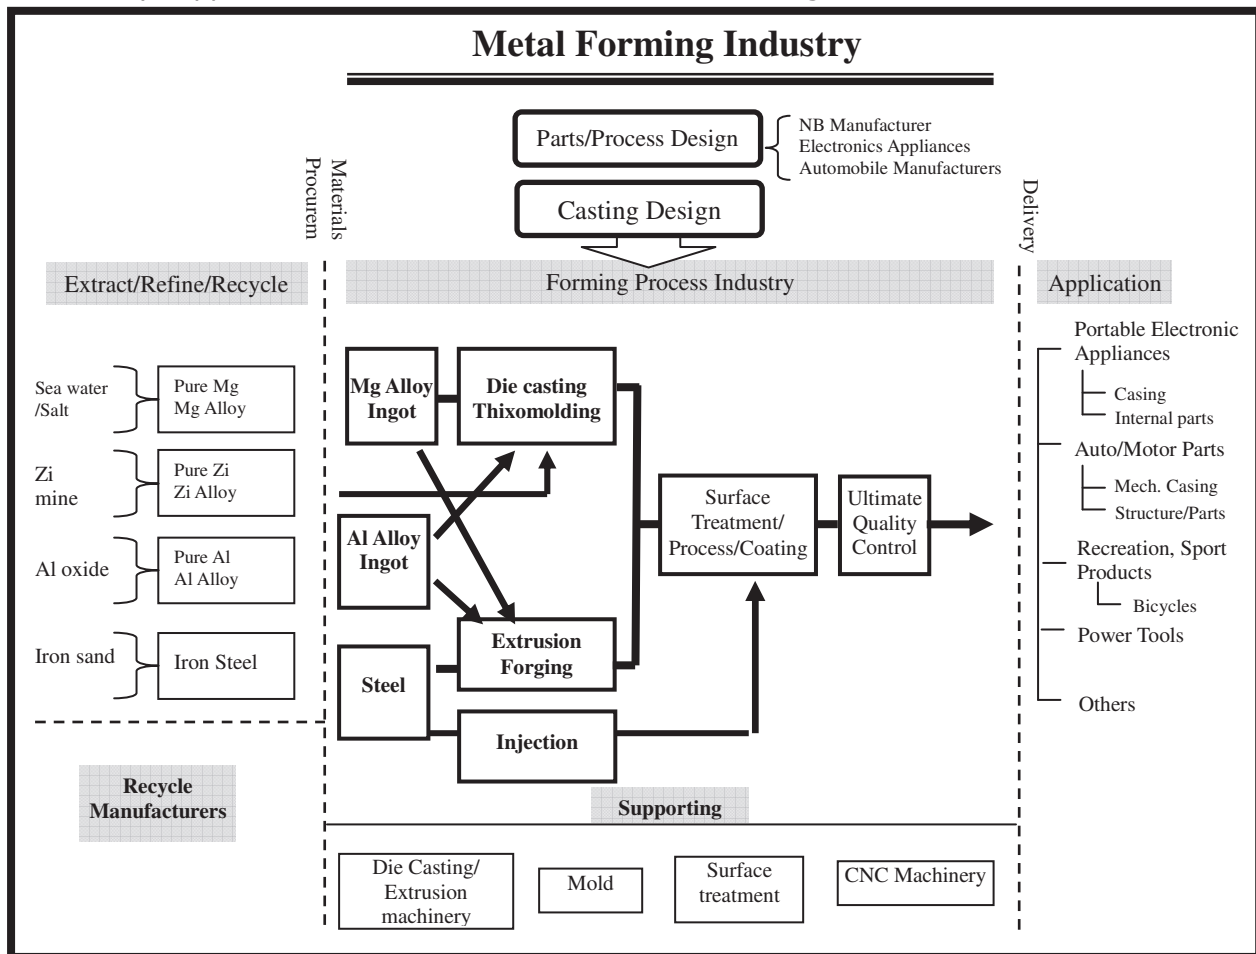 Metal Forming Industry
Parts/Process Design
NB Manufacturer
Electronics Appliances
Automobile Manufacturers
Casting Design
Materials
Procurem
Delivery
Extract/Refine/Recycle
Forming Process Industry
Application
Sea water
/Salt
Pure Mg
Mg Alloy
Zi
mine
Pure Zi
Zi Alloy
Al oxide
Pure Al
Al Alloy
Iron sand
Iron Steel
Recycle
Manufacturers
Mg Alloy
Ingot
Die casting
Thixomolding
Al Alloy
Ingot
Steel
Extrusion
Forging
Injection
Surface
Treatment/
Process/Coating
Ultimate
Quality
Control
Portable Electronic
Appliances
Casing
Internal parts
Auto/Motor Parts
Mech. Casing
Structure/Parts
Recreation, Sport
Products
Bicycles
Power Tools
Others
Supporting
Die Casting/
Extrusion
machinery
Mold
Surface
treatment
CNC Machinery